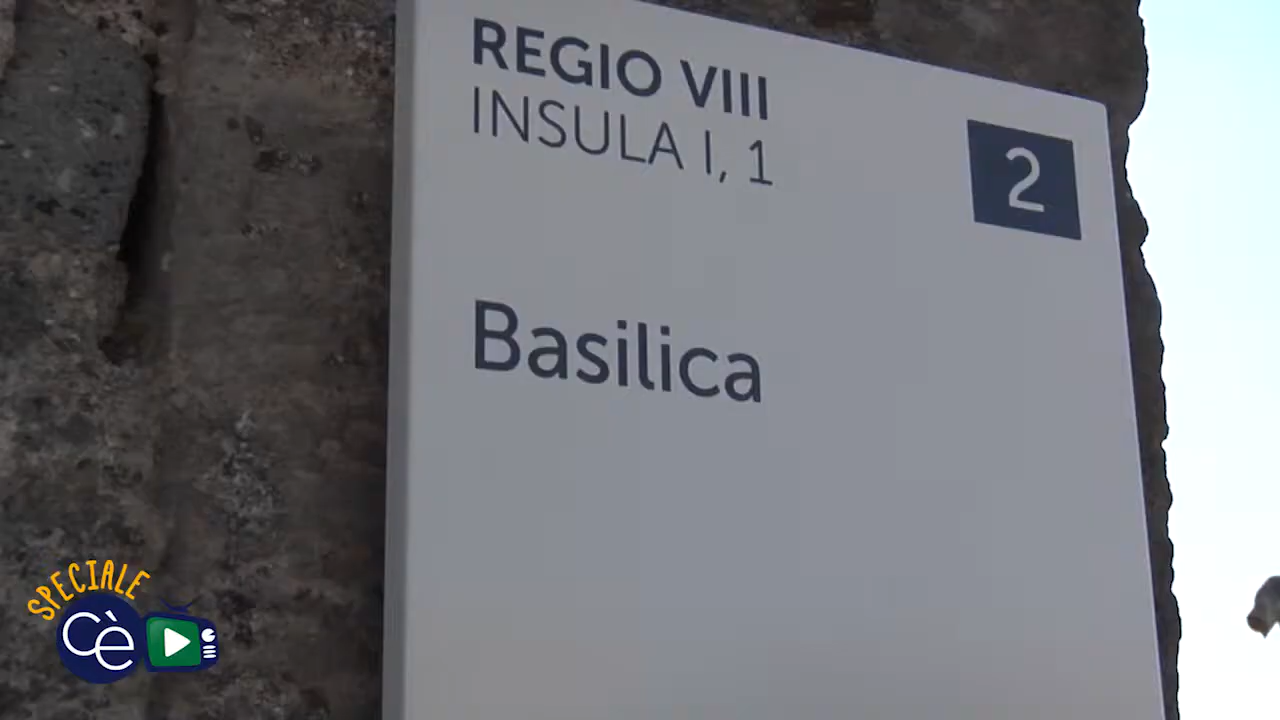 REGIO VIII
INSULA I, 1
2
Basilica
SPECIALE
Cè